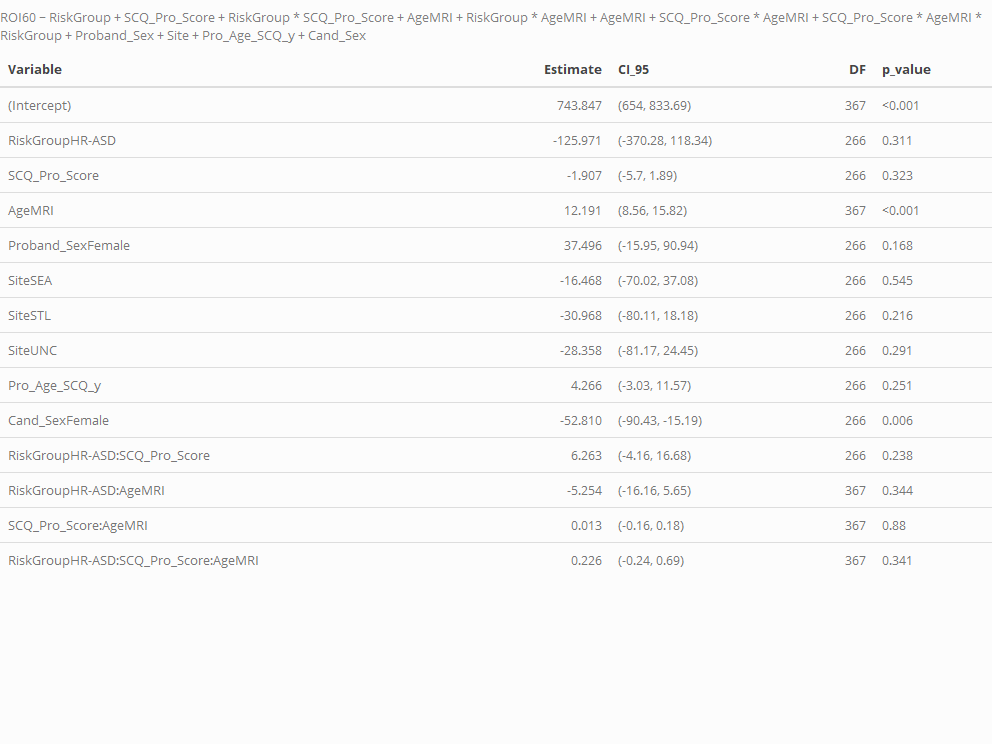 ROI60 ~ RiskGroup + SCQ_Pro_Score + RiskGroup * SCQ_Pro_Score + AgeMRI + RiskGroup * AgeMRI + AgeMRI + SCQ_Pro_Score * AgeMRI + SCQ_Pro_Score * AgeMRI *
RiskGroup + Proband_Sex + Site + Pro_Age_SCQ_y + Cand_Sex
Variable Estimate CI_95 DF p_value
(Intercept) 743.847 (654, 833.69) 367 <0.001
RiskGroupHR-ASD -125.971 (-370.28, 118.34) 266 0.311
SCQ_Pro_Score -1.907 (-5.7, 1.89) 266 0.323
AgeMRI 12.191 (8.56, 15.82) 367 <0.001
Proband_SexFemale 37.496 (-15.95, 90.94) 266 0.168
SiteSEA -16.468 (-70.02, 37.08) 266 0.545
SiteSTL -30.968 (-80.11, 18.18) 266 0.216
SiteUNC -28.358 (-81.17, 24.45) 266 0.291
Pro_Age_SCQ_y 4.266 (-3.03, 11.57) 266 0.251
Cand_SexFemale -52.810 (-90.43, -15.19) 266 0.006
RiskGroupHR-ASD:SCQ_Pro_Score 6.263 (-4.16, 16.68) 266 0.238
RiskGroupHR-ASD:AgeMRI -5.254 (-16.16, 5.65) 367 0.344
SCQ_Pro_Score:AgeMRI 0.013 (-0.16, 0.18) 367 0.88
RiskGroupHR-ASD:SCQ_Pro_Score:AgeMRI 0.226 (-0.24, 0.69) 367 0.341